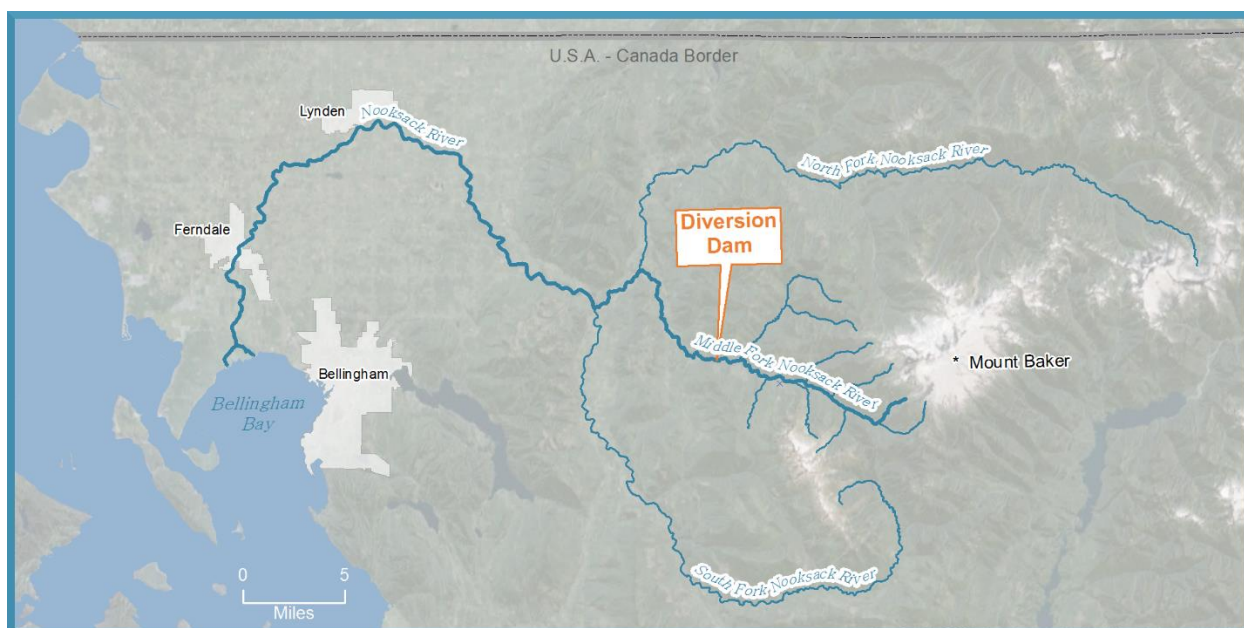 U.S.A. - Canada Border
Lynden
Nooksack River
North Fork Nooksack River
Ferndale
Diversion
Dam
Middle Fork Nooksack River
* Mount Baker
Bellingham
Bellingham
Bay
South Fork Nooksack River
0 5
Miles